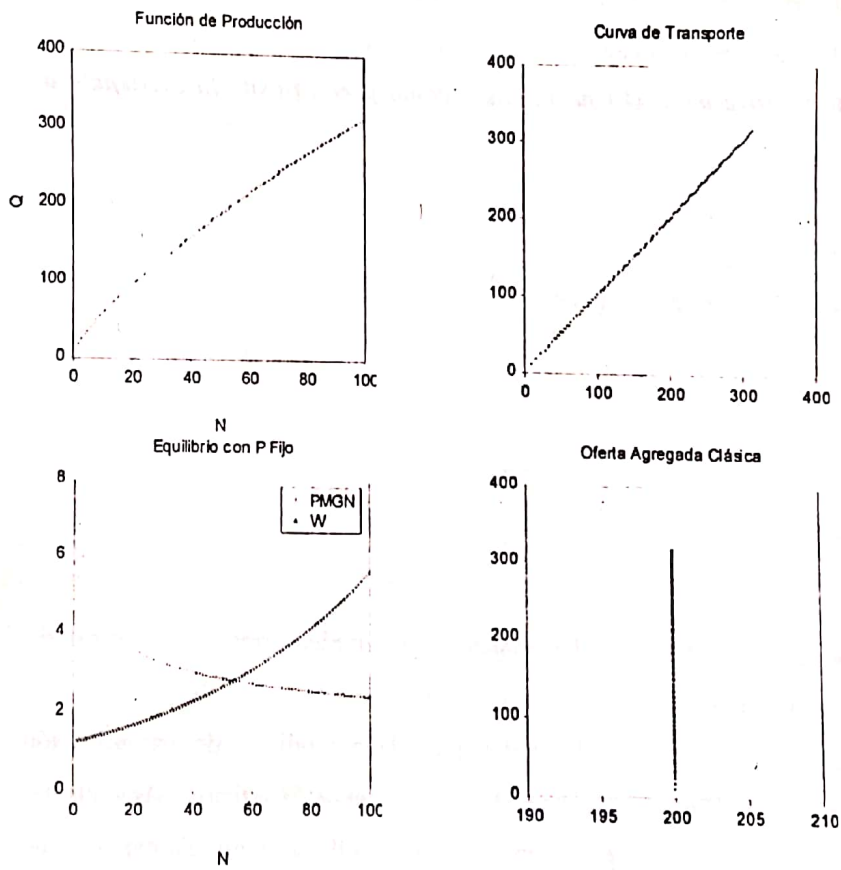 Función de Producción
400
300
Q
200
100
0
0 20 40 60 80 100
N
Curva de Transporte
400
300
200
100
0
0 100 200 300 400
Equilibrio con P Fijo
8
PMGN
W
6
4
2
0
0 20 40 60 80 100
N
Oferta Agregada Clásica
400
300
200
100
0
190 195 200 205 210